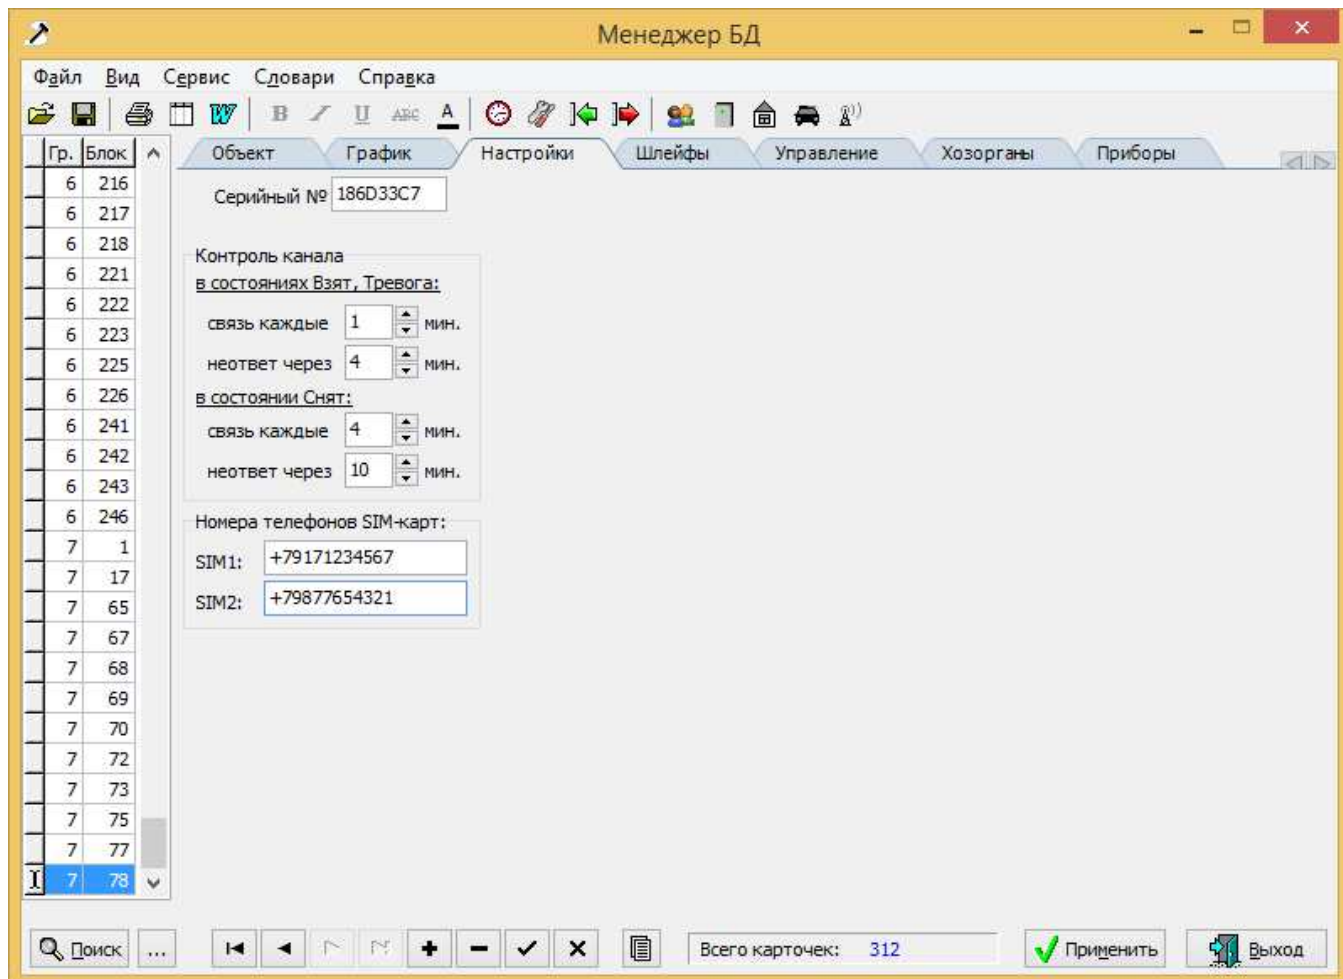 Менеджер БД
Файл Вид Сервис Словари Справка
W B I U ABC A
Гр. Блок
Объект График Настройки Шлейфы Управление Хозорганы Приборы
6 216
6 217
6 218
6 221
6 222
6 223
6 225
6 226
6 241
6 242
6 243
6 246
7 1
7 17
7 65
7 67
7 68
7 69
7 70
7 72
7 73
7 75
7 77
7 78
Серийный № 186D33C7
Контроль канала
в состояниях Взят, Тревога:
связь каждые 1 мин.
неответ через 4 мин.
в состоянии Снят:
связь каждые 4 мин.
неответ через 10 мин.
Номера телефонов SIM-карт:
SIM1: +79171234567
SIM2: +79877654321
Поиск ... Всего карточек: 312 Применить Выход